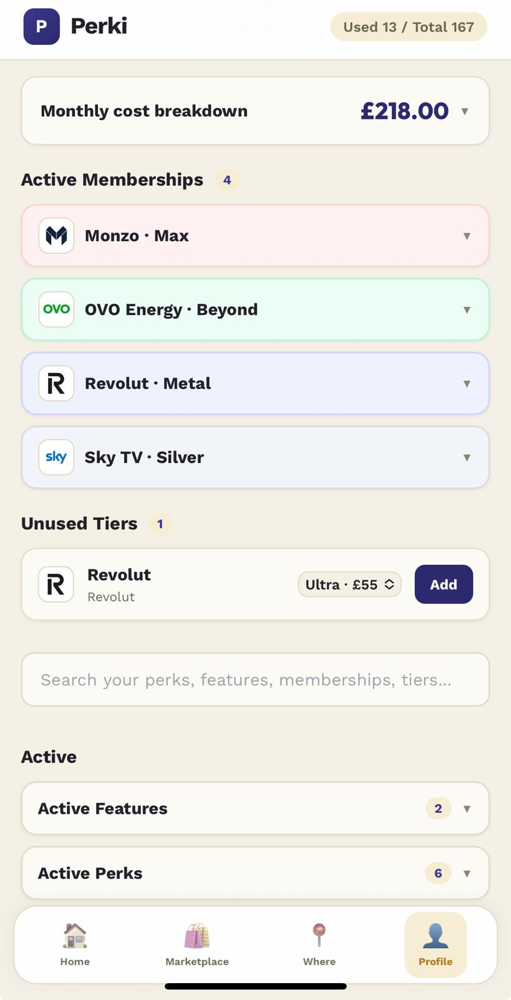 P Perki Used 13 / Total 167
Monthly cost breakdown £218.00 ▼
Active Memberships 4
Monzo · Max ▼
OVO OVO Energy · Beyond ▼
R Revolut · Metal ▼
sky Sky TV · Silver ▼
Unused Tiers 1
R Revolut
Revolut
Ultra · £55 Add
Search your perks, features, memberships, tiers...
Active
Active Features 2 ▼
Active Perks 6 ▼
Home Marketplace Where Profile